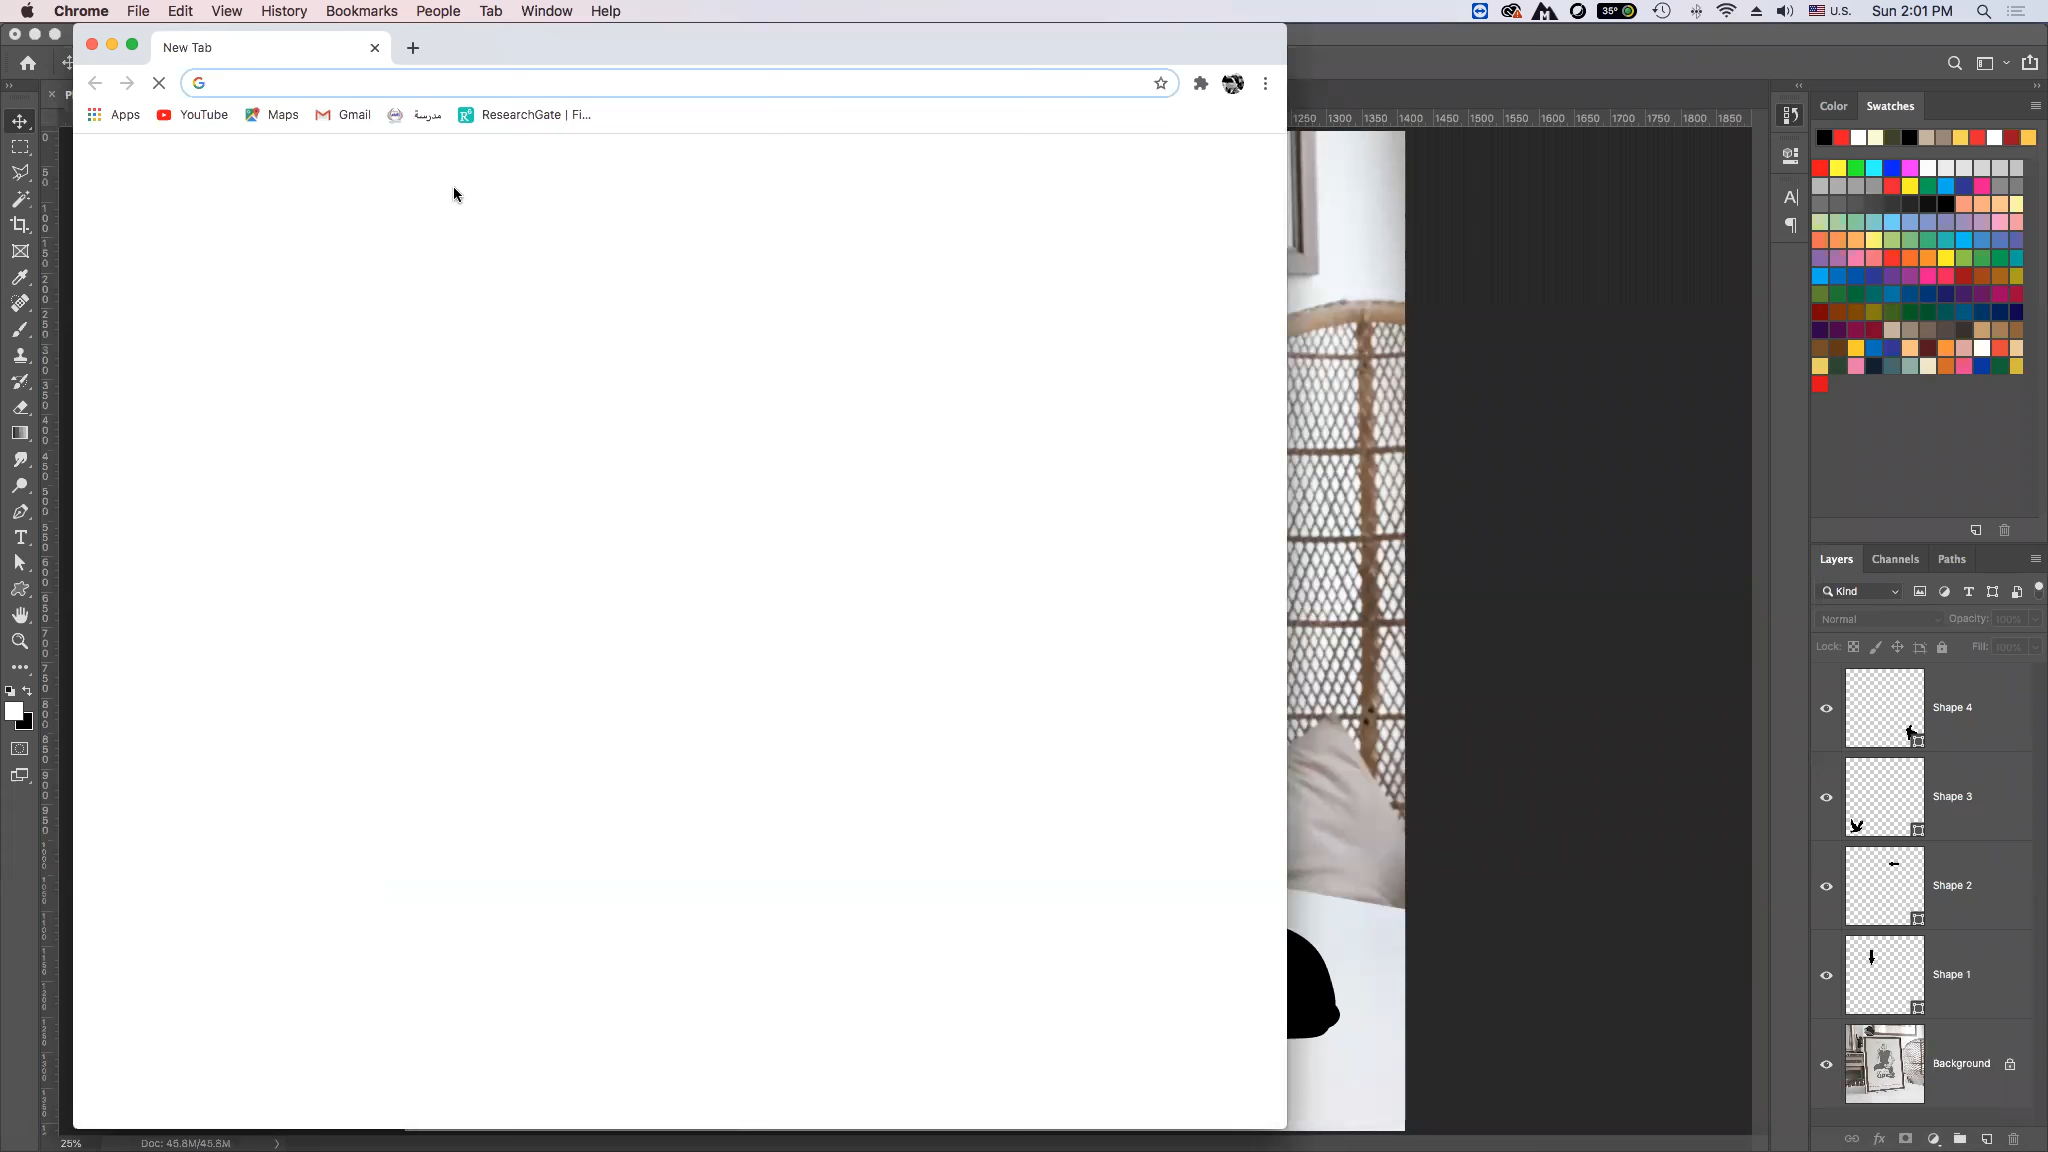 Chrome File Edit View History Bookmarks People Tab Window Help
35° U.S. Sun 2:01 PM
New Tab
Apps YouTube Maps Gmail مدرسة ResearchGate | Fi...
1250 1300 1350 1400 1450 1500 1550 1600 1650 1700 1750 1800 1850
Color Swatches
Layers Channels Paths
Kind
Normal Opacity: 100%
Lock: Fill: 100%
Shape 4
Shape 3
Shape 2
Shape 1
Background
25% Doc: 45.8M/45.8M